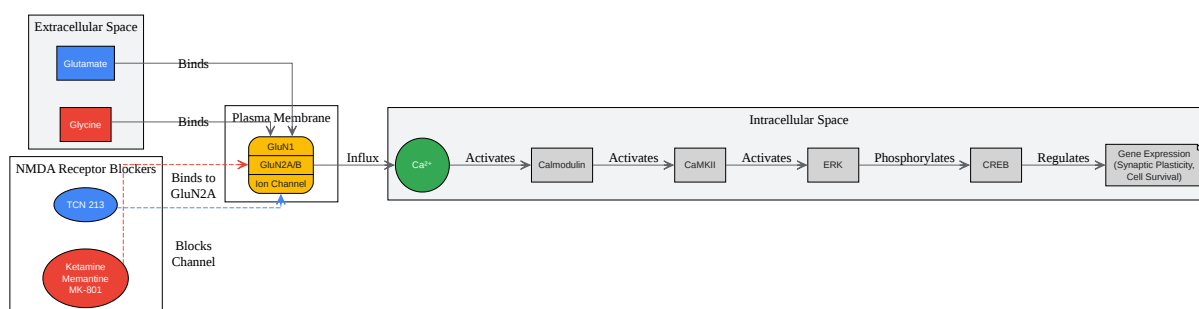 Extracellular Space
Glutamate
Binds
Glycine
Binds
Plasma Membrane
GluN1
GluN2A/B
Ion Channel
NMDA Receptor Blockers
TCN 213
Binds to
GluN2A
Ketamine
Memantine
MK-801
Blocks
Channel
Influx
Intracellular Space
Ca²⁺
Activates
Calmodulin
Activates
CaMKII
Activates
ERK
Phosphorylates
CREB
Regulates
Gene Expression
(Synaptic Plasticity,
Cell Survival)